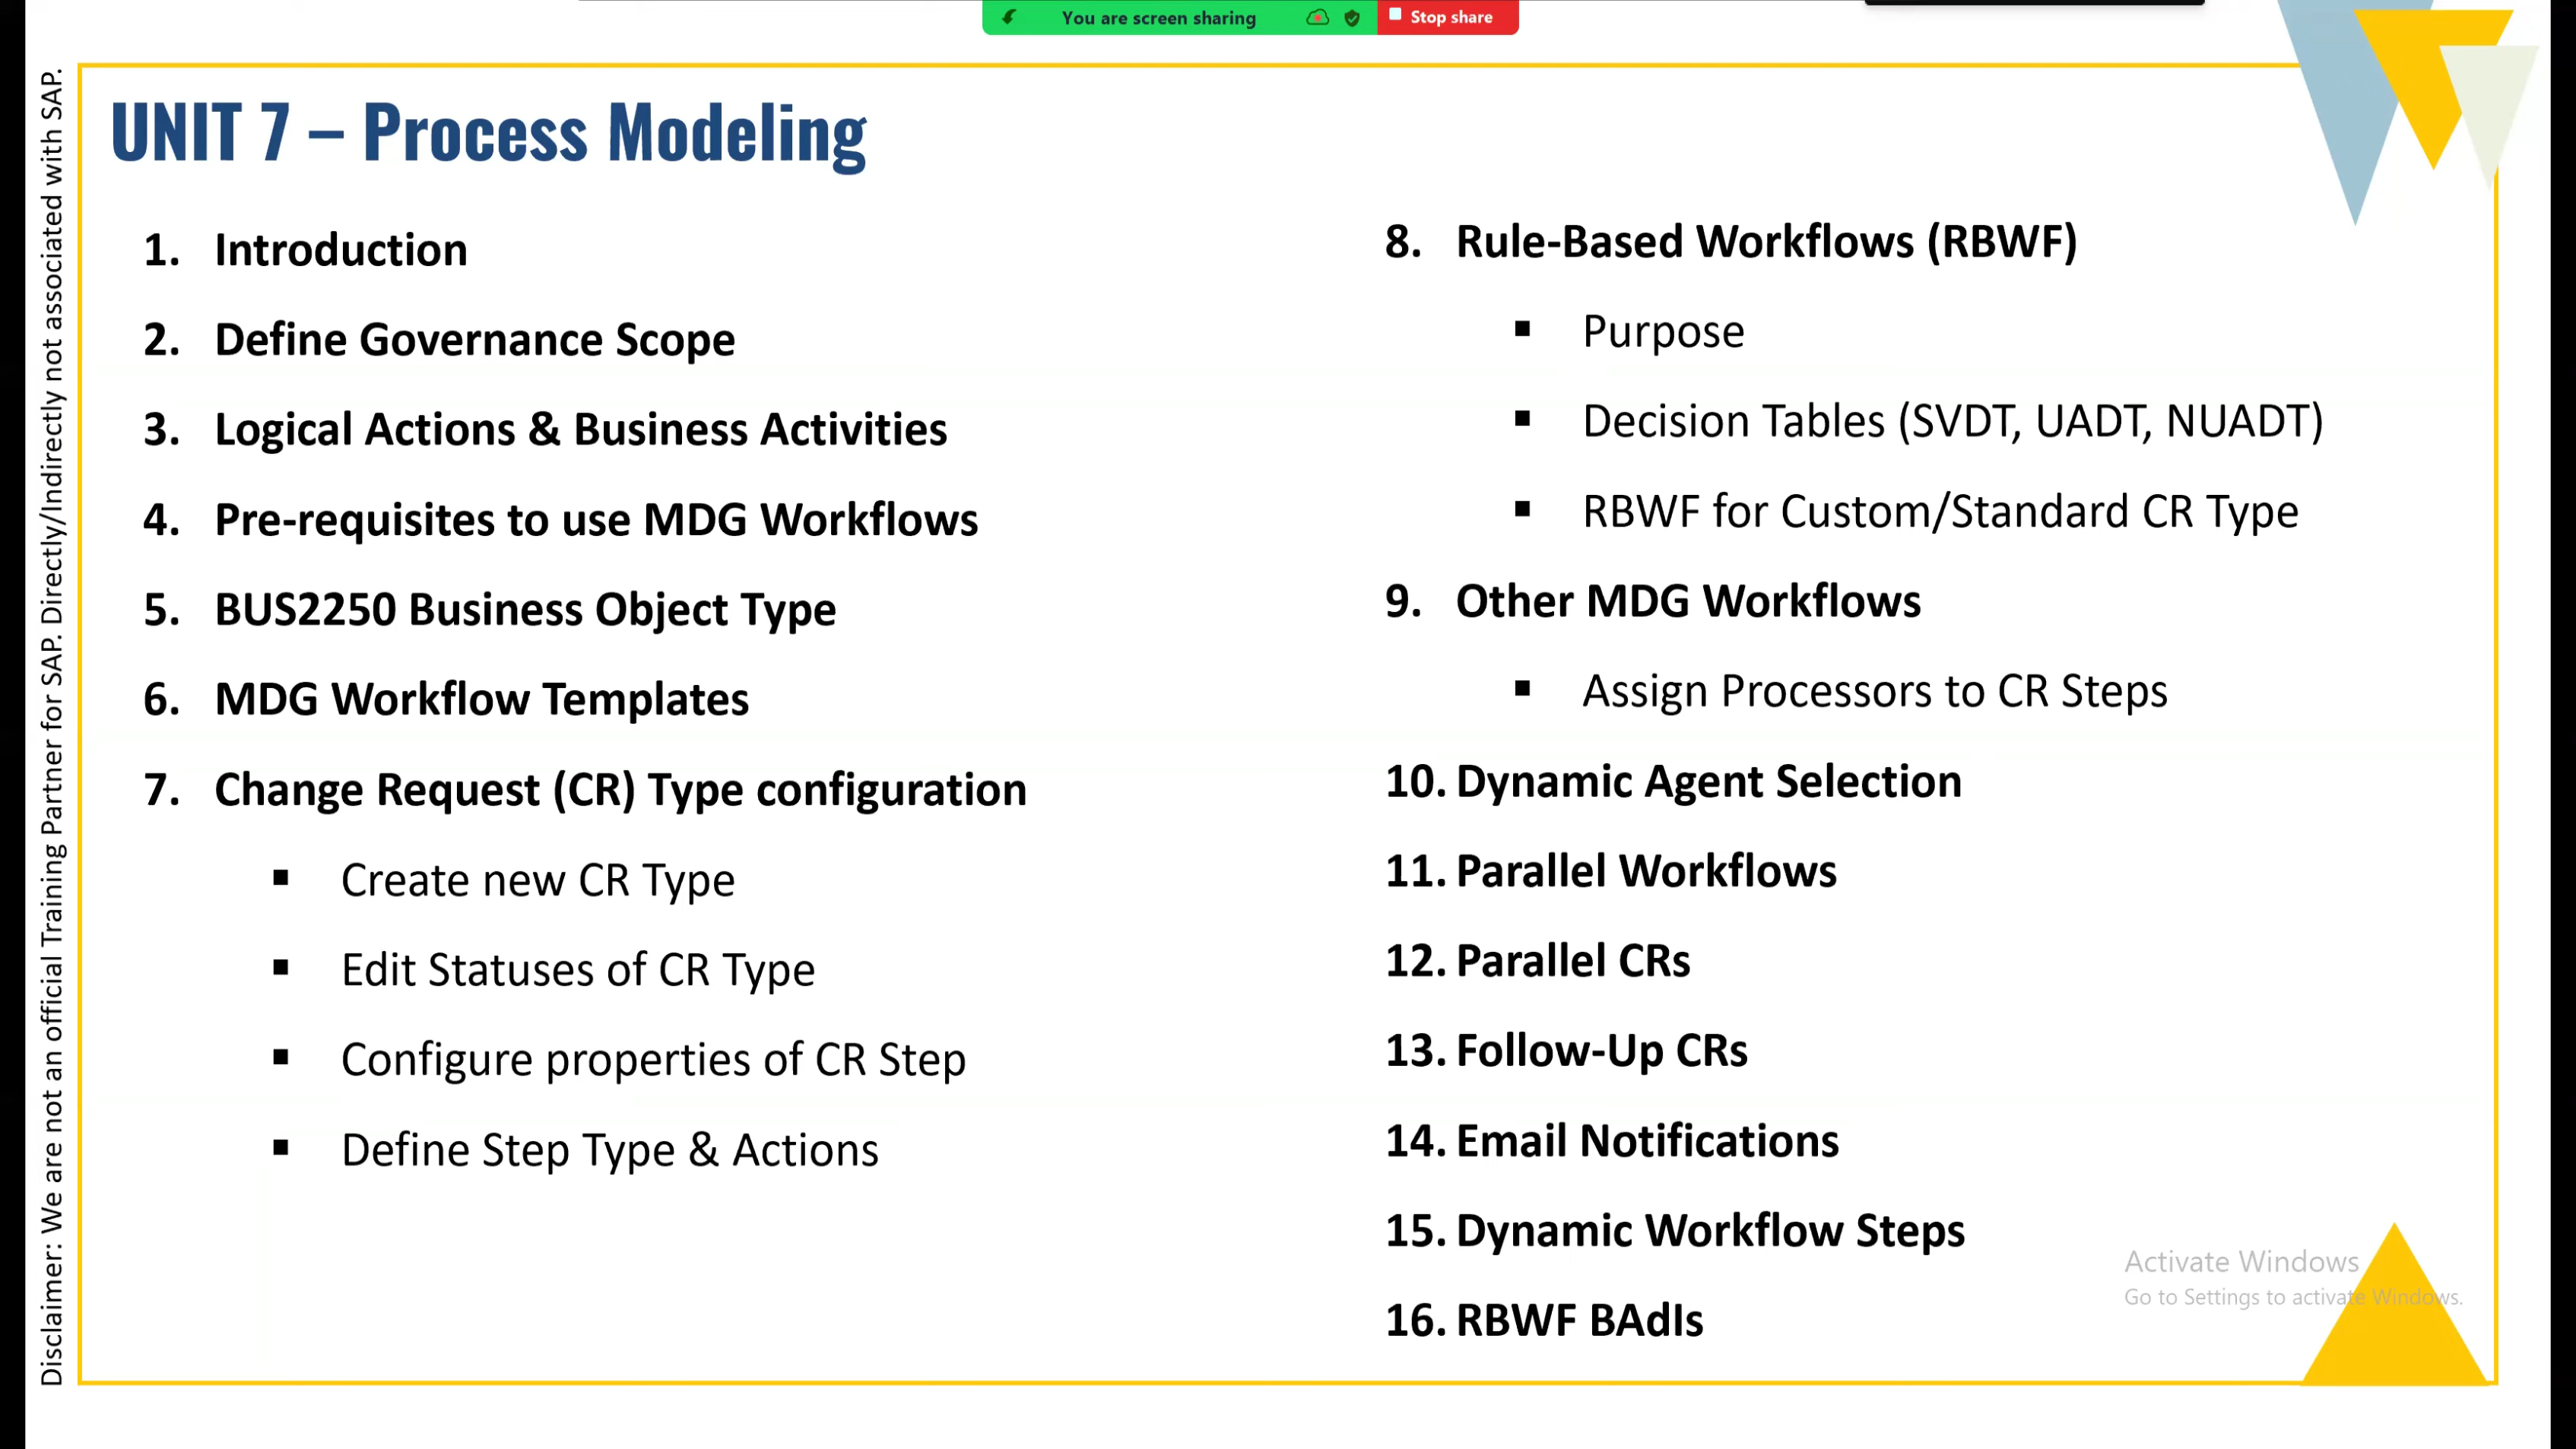 You are screen sharing
Stop share
Disclaimer: We are not an official Training Partner for SAP. Directly/Indirectly not associated with SAP.
UNIT 7 – Process Modeling
1. Introduction
2. Define Governance Scope
3. Logical Actions & Business Activities
4. Pre-requisites to use MDG Workflows
5. BUS2250 Business Object Type
6. MDG Workflow Templates
7. Change Request (CR) Type configuration
▪ Create new CR Type
▪ Edit Statuses of CR Type
▪ Configure properties of CR Step
▪ Define Step Type & Actions
8. Rule-Based Workflows (RBWF)
▪ Purpose
▪ Decision Tables (SVDT, UADT, NUADT)
▪ RBWF for Custom/Standard CR Type
9. Other MDG Workflows
▪ Assign Processors to CR Steps
10. Dynamic Agent Selection
11. Parallel Workflows
12. Parallel CRs
13. Follow-Up CRs
14. Email Notifications
15. Dynamic Workflow Steps
16. RBWF BAdIs
Activate Windows
Go to Settings to activate Windows.